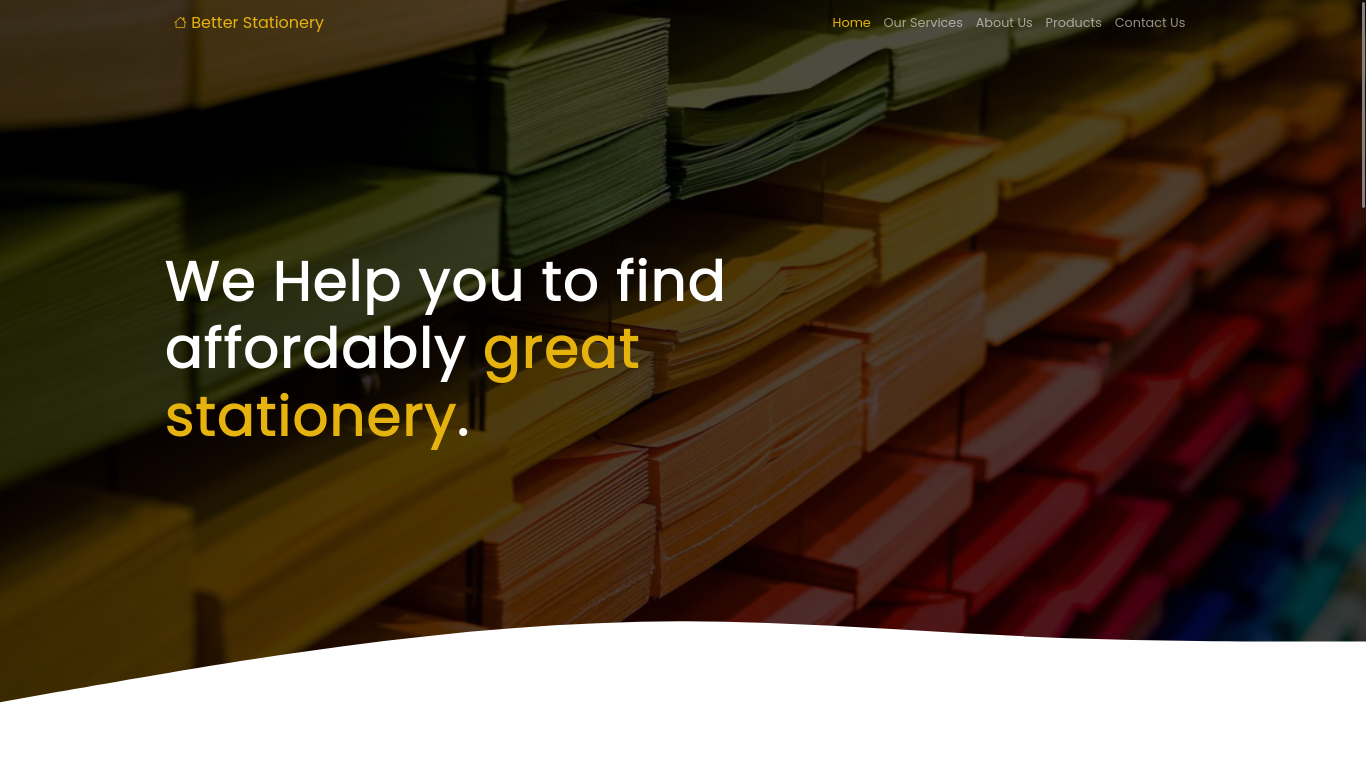 Better Stationery
Home Our Services About Us Products Contact Us
We Help you to find
affordably great
stationery.